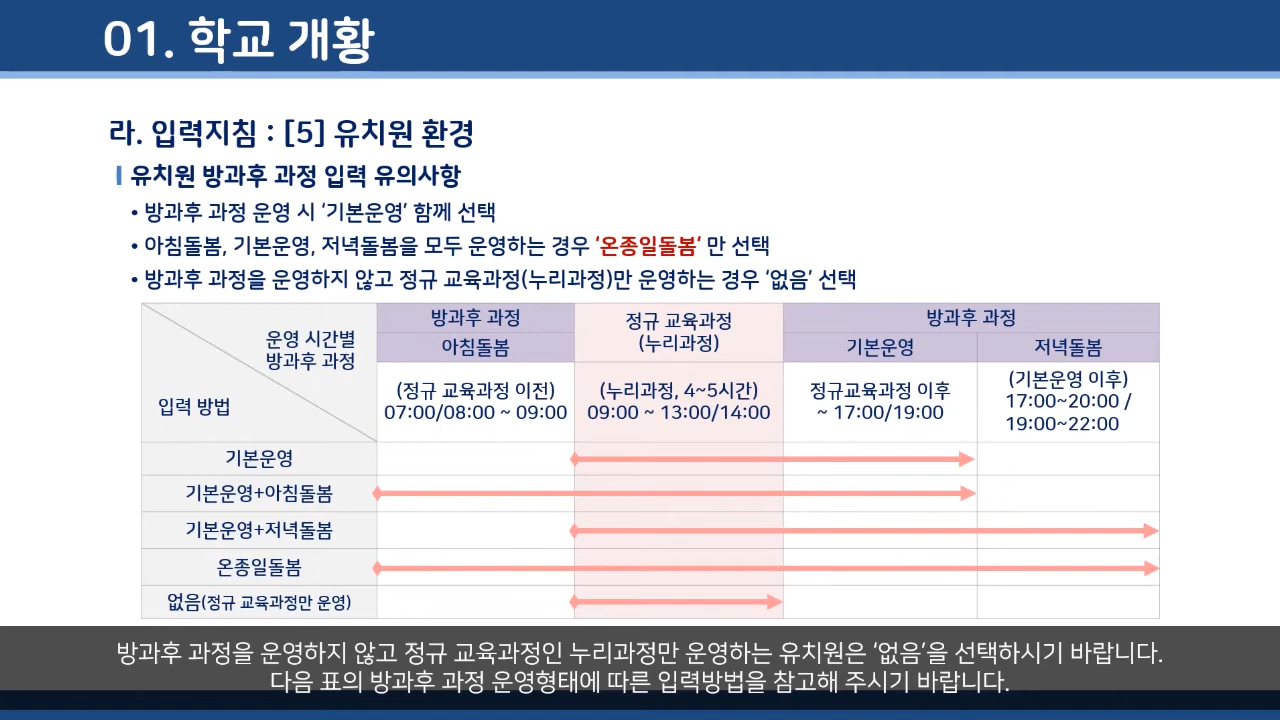 01. 학교 개황
라. 입력지침 : [5] 유치원 환경
유치원 방과후 과정 입력 유의사항
• 방과후 과정 운영 시 ‘기본운영’ 함께 선택
• 아침돌봄, 기본운영, 저녁돌봄을 모두 운영하는 경우 ‘온종일돌봄’ 만 선택
• 방과후 과정을 운영하지 않고 정규 교육과정(누리과정)만 운영하는 경우 ‘없음’ 선택
운영 시간별
방과후 과정
입력 방법
방과후 과정
아침돌봄
정규 교육과정
(누리과정)
방과후 과정
기본운영
저녁돌봄
(정규 교육과정 이전)
07:00/08:00 ~ 09:00
(누리과정, 4~5시간)
09:00 ~ 13:00/14:00
정규교육과정 이후
~ 17:00/19:00
(기본운영 이후)
17:00~20:00 /
19:00~22:00
기본운영
기본운영+아침돌봄
기본운영+저녁돌봄
온종일돌봄
없음(정규 교육과정만 운영)
방과후 과정을 운영하지 않고 정규 교육과정인 누리과정만 운영하는 유치원은 ‘없음’을 선택하시기 바랍니다.
다음 표의 방과후 과정 운영형태에 따른 입력방법을 참고해 주시기 바랍니다.